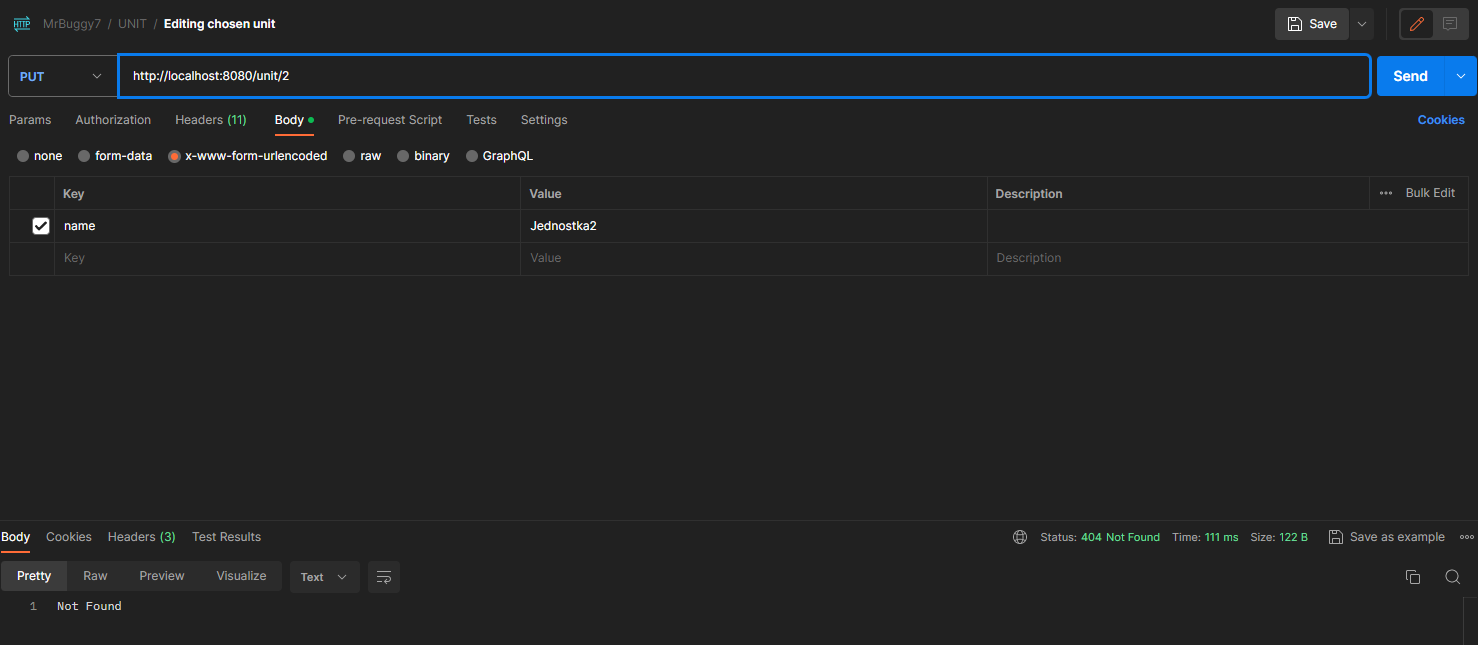 HTTP MrBuggy7 / UNIT / Editing chosen unit Save
PUT http://localhost:8080/unit/2 Send
Params Authorization Headers (11) Body Pre-request Script Tests Settings Cookies
none form-data x-www-form-urlencoded raw binary GraphQL
Key Value Description Bulk Edit
name Jednostka2
Key Value Description
Body Cookies Headers (3) Test Results Status: 404 Not Found Time: 111 ms Size: 122 B Save as example
Pretty Raw Preview Visualize Text
1 Not Found